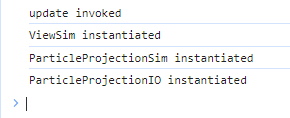 update invoked
ViewSim instantiated
ParticleProjectionSim instantiated
ParticleProjectionIO instantiated
>